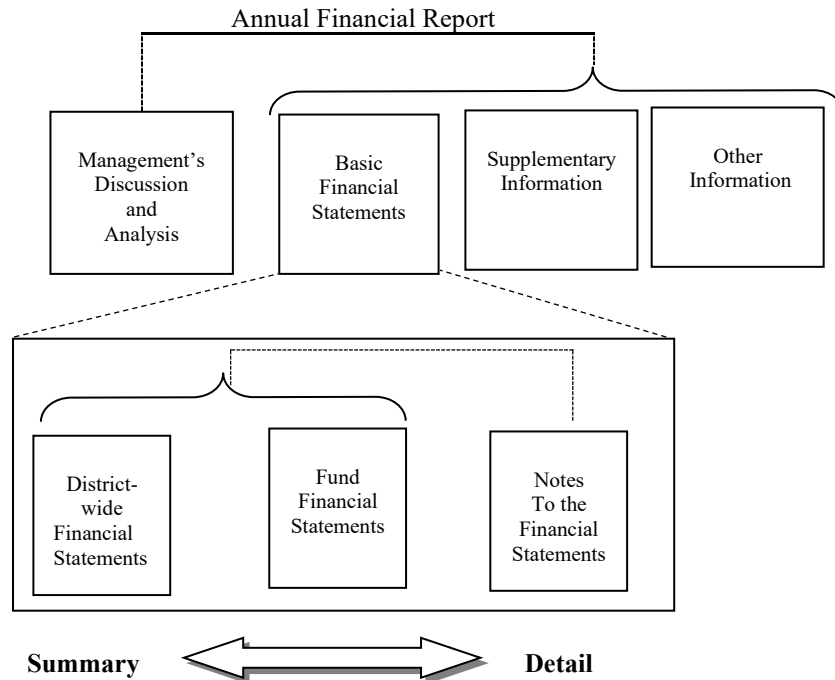 Annual Financial Report
Management’s
Discussion
and
Analysis
Basic
Financial
Statements
Supplementary
Information
Other
Information
District-
wide
Financial
Statements
Fund
Financial
Statements
Notes
To the
Financial
Statements
Summary
Detail